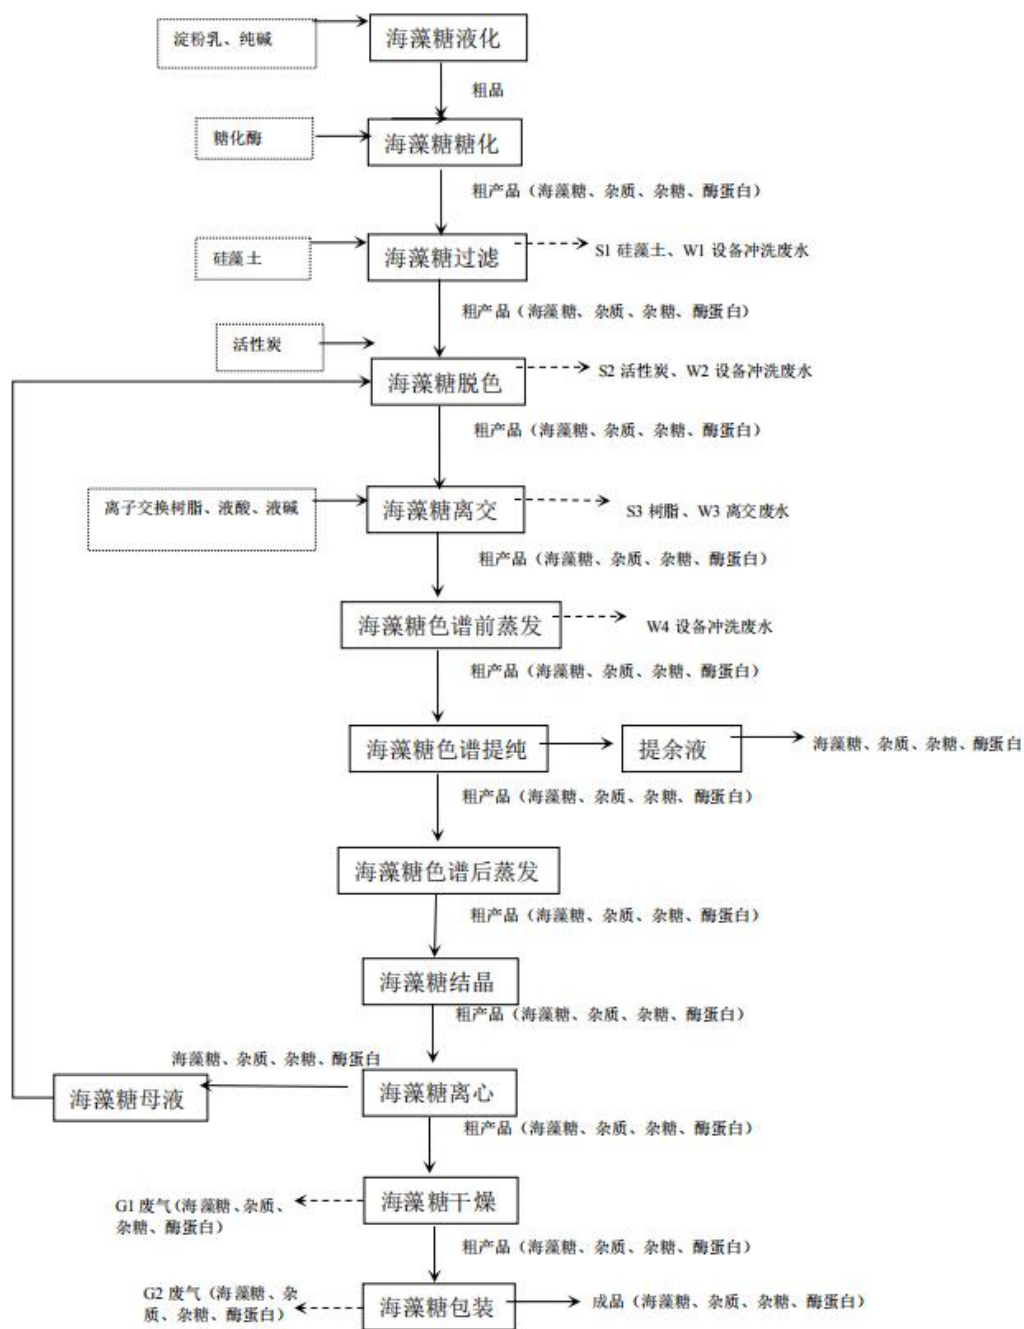 淀粉乳、纯碱
海藻糖液化
粗品
糖化酶
海藻糖糖化
粗产品（海藻糖、杂质、杂糖、酶蛋白）
硅藻土
海藻糖过滤
S1 硅藻土、W1 设备冲洗废水
粗产品（海藻糖、杂质、杂糖、酶蛋白）
活性炭
海藻糖脱色
S2 活性炭、W2 设备冲洗废水
粗产品（海藻糖、杂质、杂糖、酶蛋白）
离子交换树脂、液酸、液碱
海藻糖离交
S3 树脂、W3 离交废水
粗产品（海藻糖、杂质、杂糖、酶蛋白）
海藻糖色谱前蒸发
W4 设备冲洗废水
粗产品（海藻糖、杂质、杂糖、酶蛋白）
海藻糖色谱提纯
提余液
海藻糖、杂质、杂糖、酶蛋白
粗产品（海藻糖、杂质、杂糖、酶蛋白）
海藻糖色谱后蒸发
粗产品（海藻糖、杂质、杂糖、酶蛋白）
海藻糖结晶
粗产品（海藻糖、杂质、杂糖、酶蛋白）
海藻糖、杂质、杂糖、酶蛋白
海藻糖母液
海藻糖离心
粗产品（海藻糖、杂质、杂糖、酶蛋白）
G1 废气（海藻糖、杂质、
杂糖、酶蛋白）
海藻糖干燥
粗产品（海藻糖、杂质、杂糖、酶蛋白）
G2 废气（海藻糖、杂
质、杂糖、酶蛋白）
海藻糖包装
成品（海藻糖、杂质、杂糖、酶蛋白）